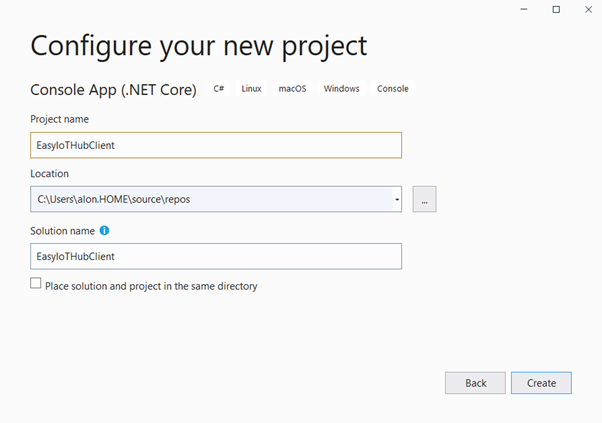 Configure your new project
Console App (.NET Core) C# Linux macOS Windows Console
Project name
EasyIoTHubClient
Location
C:\Users\alon.HOME\source\repos
...
Solution name
EasyIoTHubClient
Place solution and project in the same directory
Back Create